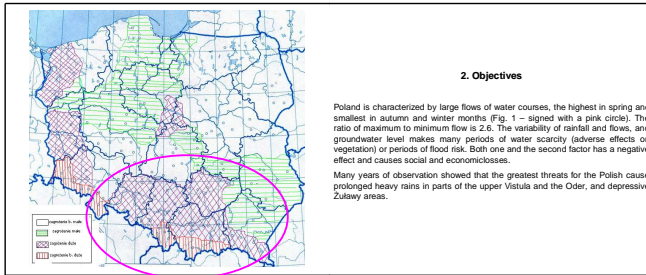 2. Objectives
Poland is characterized by large flows of water courses, the highest in spring and
smallest in autumn and winter months (Fig. 1 – signed with a pink circle). The
ratio of maximum to minimum flow is 2.6. The variability of rainfall and flows, and
groundwater level makes many periods of water scarcity (adverse effects on
vegetation) or periods of flood risk. Both one and the second factor has a negative
effect and causes social and economiclosses.
Many years of observation showed that the greatest threats for the Polish cause
prolonged heavy rains in parts of the upper Vistula and the Oder, and depressive
Żuławy areas.
zagrożenie b. małe
zagrożenie małe
zagrożenie duże
zagrożenie b. duże